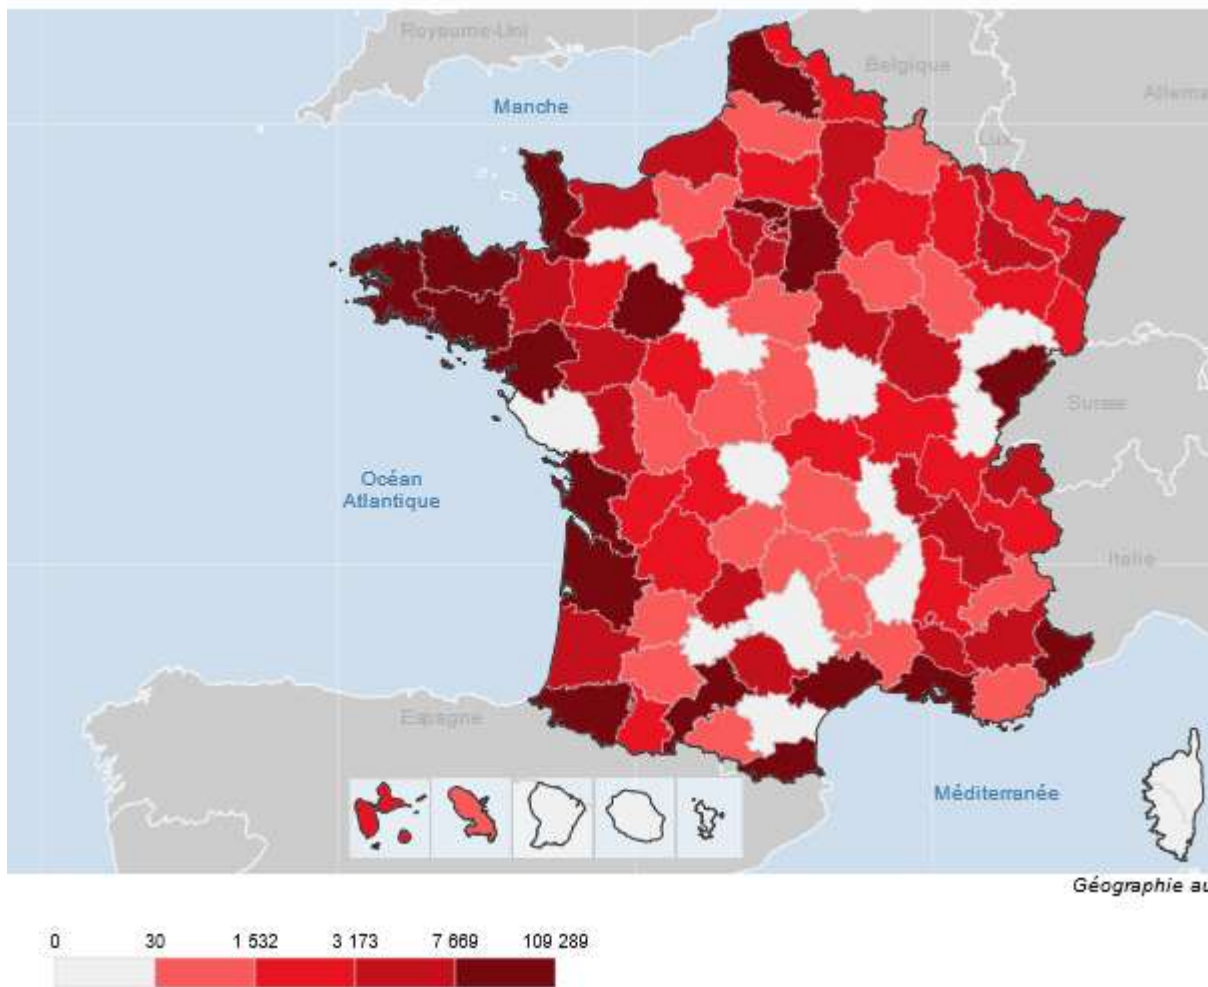 Royaume-Uni
Belgique
Manche
Allema
Lux
Suisse
Océan
Atlantique
Italie
Espagne
Méditerranée
Géographie au
0 30 1 532 3 173 7 669 109 289